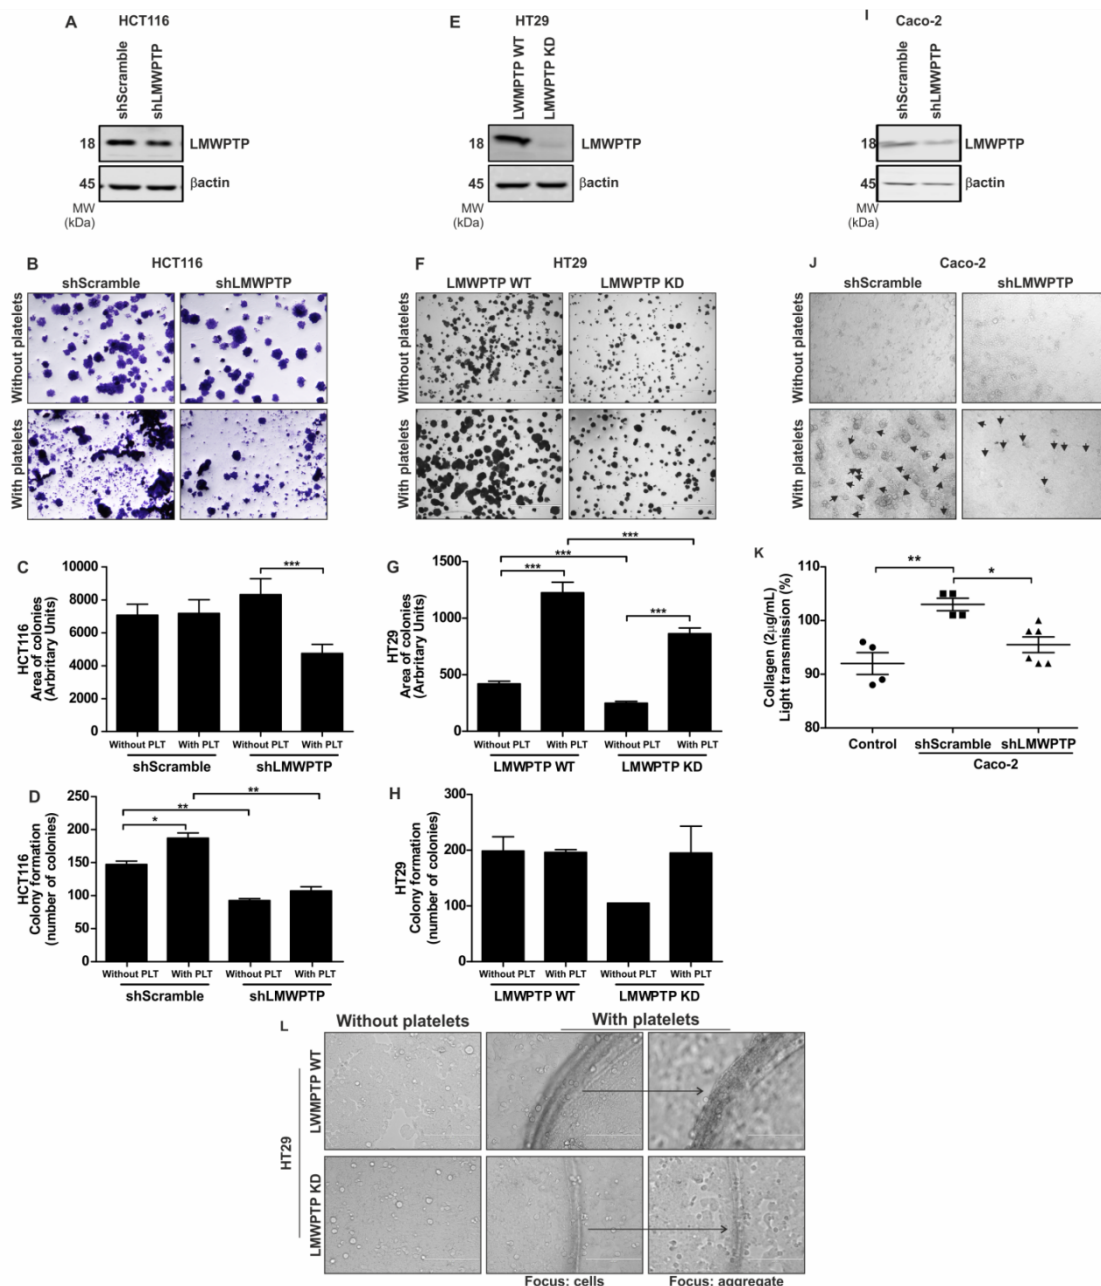 A
HCT116
shScramble
shLMWPTP
18
LMWPTP
45
βactin
MW
(kDa)
E
HT29
LWMPTP WT
LMWPTP KD
18
LMWPTP
45
βactin
MW
(kDa)
I
Caco-2
shScramble
shLMWPTP
18
LMWPTP
45
βactin
MW
(kDa)
B
HCT116
shScramble
shLMWPTP
Without platelets
With platelets
F
HT29
LMWPTP WT
LMWPTP KD
Without platelets
With platelets
J
Caco-2
shScramble
shLMWPTP
Without platelets
With platelets
C
HCT116
Area of colonies
(Arbritary Units)
10000
8000
6000
4000
2000
0
***
Without PLT
With PLT
Without PLT
With PLT
shScramble
shLMWPTP
G
HT29
Area of colonies
(Arbritary Units)
1500
1000
500
0
***
***
***
***
Without PLT
With PLT
Without PLT
With PLT
LMWPTP WT
LMWPTP KD
K
Collagen (2µg/mL)
Light transmission (%)
110
100
90
80
**
*
Control
shScramble
shLMWPTP
Caco-2
D
HCT116
Colony formation
(number of colonies)
250
200
150
100
50
0
**
**
*
Without PLT
With PLT
Without PLT
With PLT
shScramble
shLMWPTP
H
HT29
Colony formation
(number of colonies)
300
200
100
0
Without PLT
With PLT
Without PLT
With PLT
LMWPTP WT
LMWPTP KD
L
Without platelets
With platelets
HT29
LWMPTP WT
LMWPTP KD
Focus: cells
Focus: aggregate